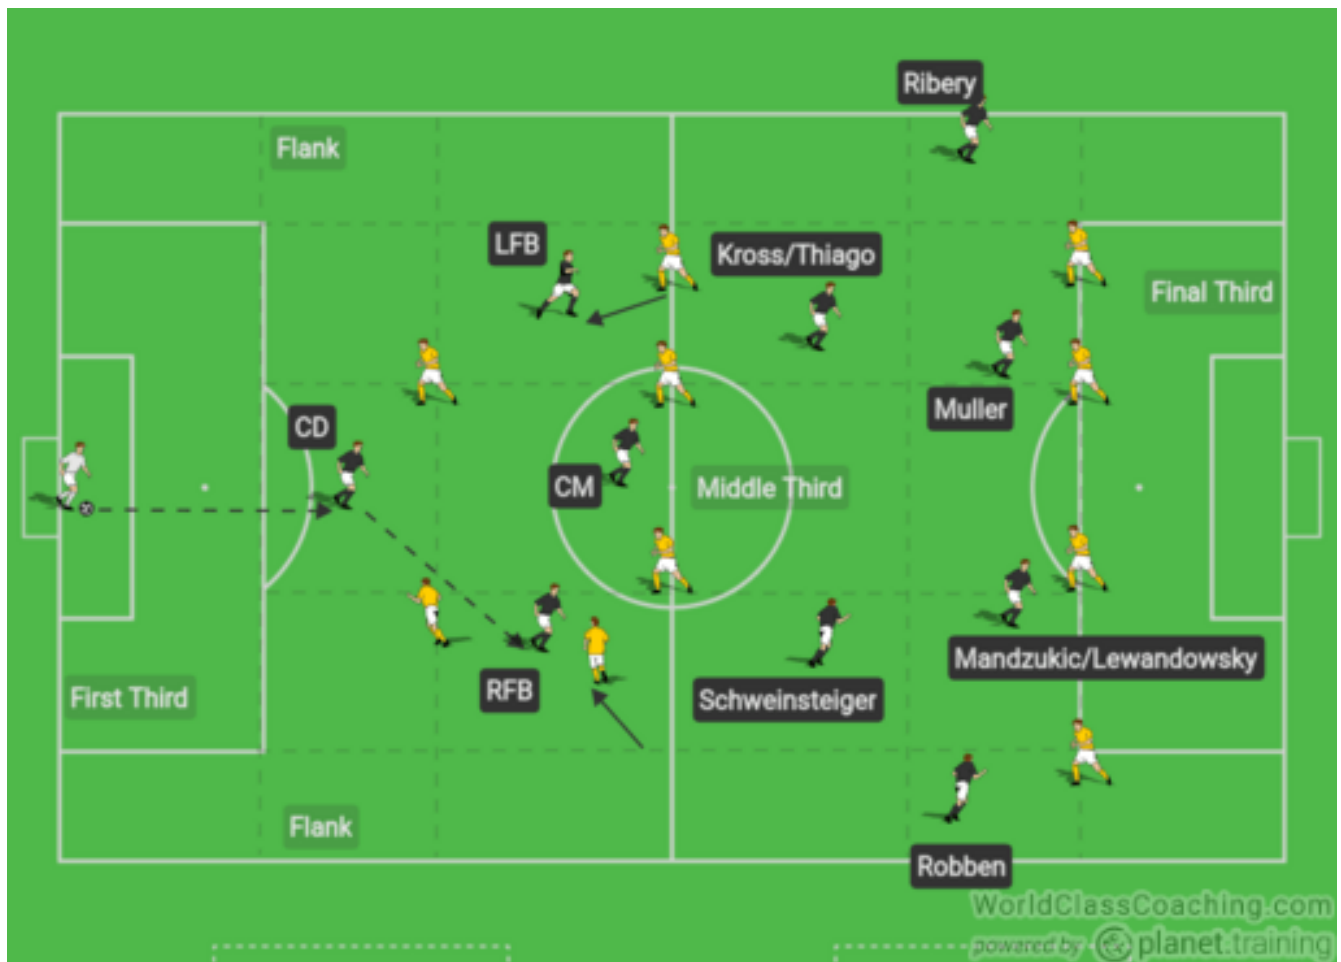 Ribery
Flank
LFB
Kross/Thiago
Final Third
Muller
CD
CM
Middle Third
RFB
Mandzukic/Lewandowsky
First Third
Schweinsteiger
Flank
Robben
WorldClassCoaching.com
powered by planet.training